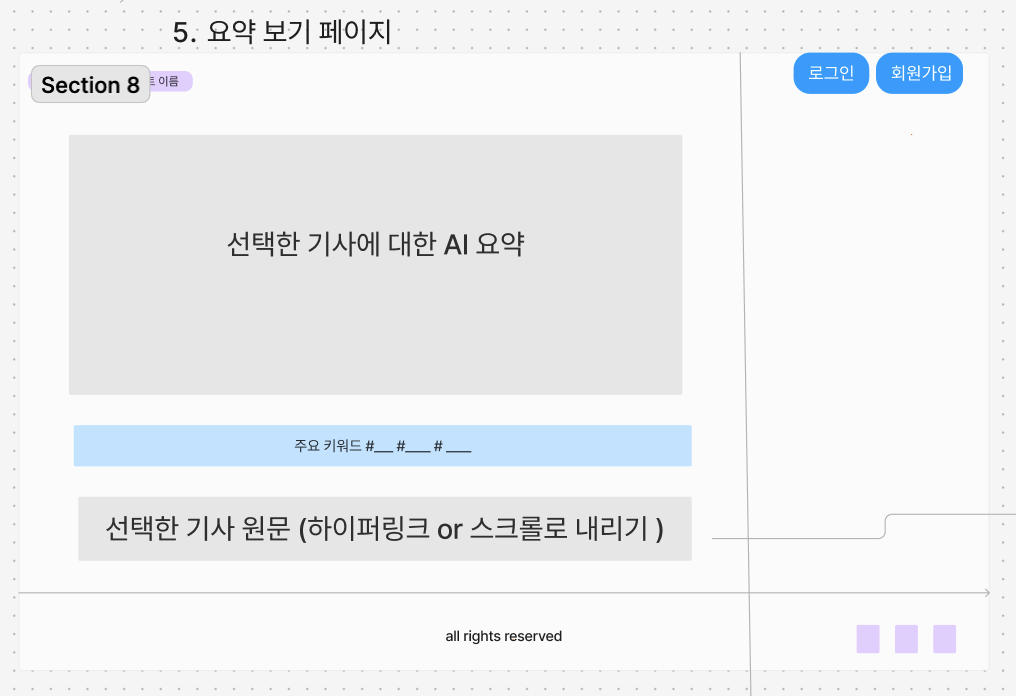 5. 요약 보기 페이지
Section 8
트 이름
로그인
회원가입
선택한 기사에 대한 AI 요약
주요 키워드 #___ #____ # ____
선택한 기사 원문 (하이퍼링크 or 스크롤로 내리기 )
all rights reserved